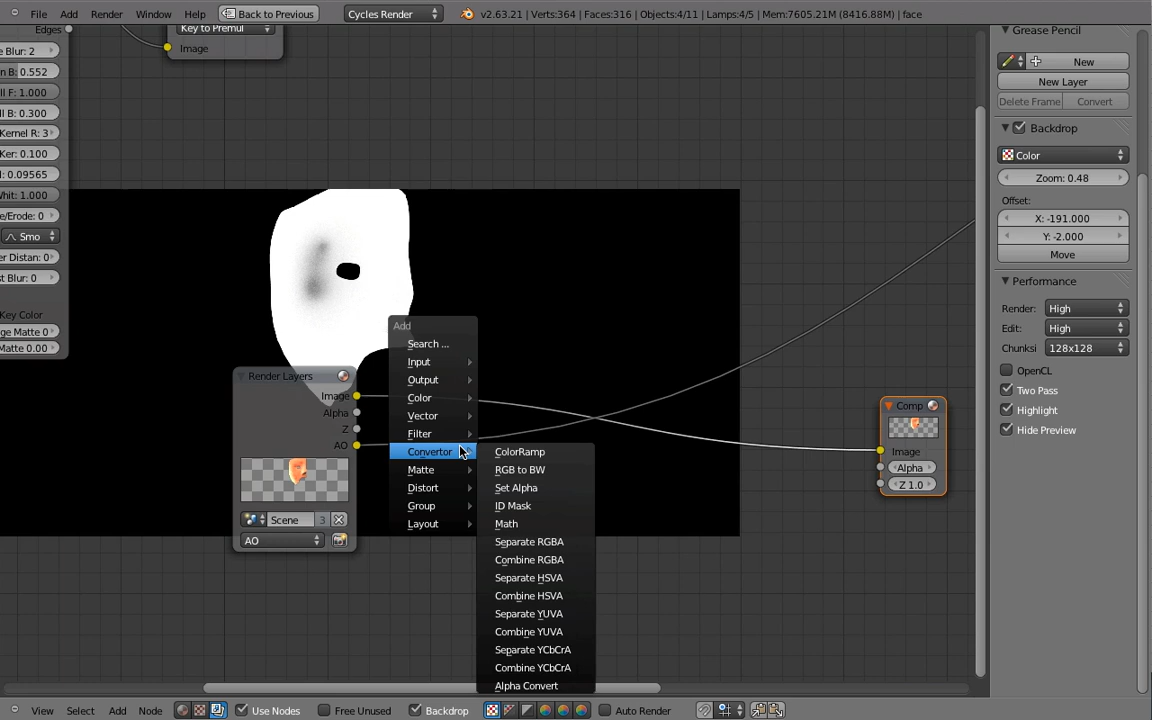 File Add Render Window Help Back to Previous Cycles Render v2.63.21 | Verts:364 | Faces:316 | Objects:4/11 | Lamps:4/5 | Mem:7605.21M (8416.88M) | face
Edges
e Blur: 2
n B: 0.552
ll F: 1.000
ll B: 0.300
Kernel R: 3
Ker: 0.100
l: 0.09565
Whit: 1.000
e/Erode: 0
Smo
er Distan: 0
st Blur: 0
Key Color
ge Matte 0
Matte 0.00
Key to Premul
Image
Render Layers
Image
Alpha
Z
AO
Scene 3
AO
Add
Search ...
Input
Output
Color
Vector
Filter
Convertor
Matte
Distort
Group
Layout
ColorRamp
RGB to BW
Set Alpha
ID Mask
Math
Separate RGBA
Combine RGBA
Separate HSVA
Combine HSVA
Separate YUVA
Combine YUVA
Separate YCbCrA
Combine YCbCrA
Alpha Convert
Comp
Image
Alpha
Z 1.0
Grease Pencil
New
New Layer
Delete Frame Convert
Backdrop
Color
Zoom: 0.48
Offset:
X: -191.000
Y: -2.000
Move
Performance
Render: High
Edit: High
Chunksi 128x128
OpenCL
Two Pass
Highlight
Hide Preview
View Select Add Node Use Nodes Free Unused Backdrop Auto Render